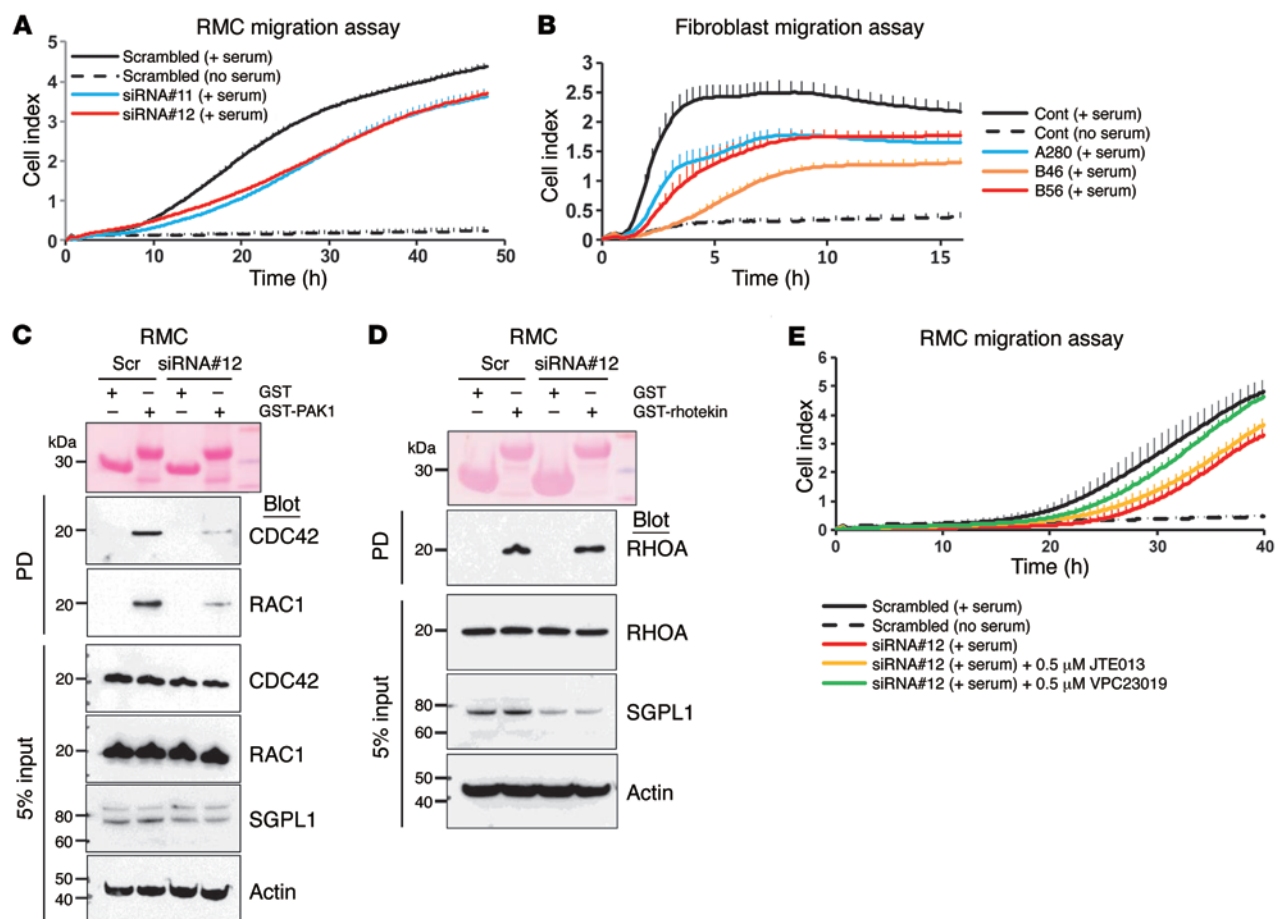 A
RMC migration assay
Cell index
5
4
3
2
1
0
Scrambled (+ serum)
Scrambled (no serum)
siRNA#11 (+ serum)
siRNA#12 (+ serum)
0 10 20 30 40 50
Time (h)
B
Fibroblast migration assay
Cell index
3
2.5
2
1.5
1
0.5
0
0 5 10 15
Time (h)
Cont (+ serum)
Cont (no serum)
A280 (+ serum)
B46 (+ serum)
B56 (+ serum)
C
RMC
Scr siRNA#12
+ – + – GST
– + – + GST-PAK1
kDa
30
Blot
PD
20 CDC42
20 RAC1
5% input
20 CDC42
20 RAC1
80 SGPL1
60
50 Actin
40
D
RMC
Scr siRNA#12
+ – + – GST
– + – + GST-rhotekin
kDa
30
Blot
PD
20 RHOA
5% input
20 RHOA
80 SGPL1
60
50 Actin
40
E
RMC migration assay
Cell index
6
5
4
3
2
1
0
0 10 20 30 40
Time (h)
Scrambled (+ serum)
Scrambled (no serum)
siRNA#12 (+ serum)
siRNA#12 (+ serum) + 0.5 μM JTE013
siRNA#12 (+ serum) + 0.5 μM VPC23019